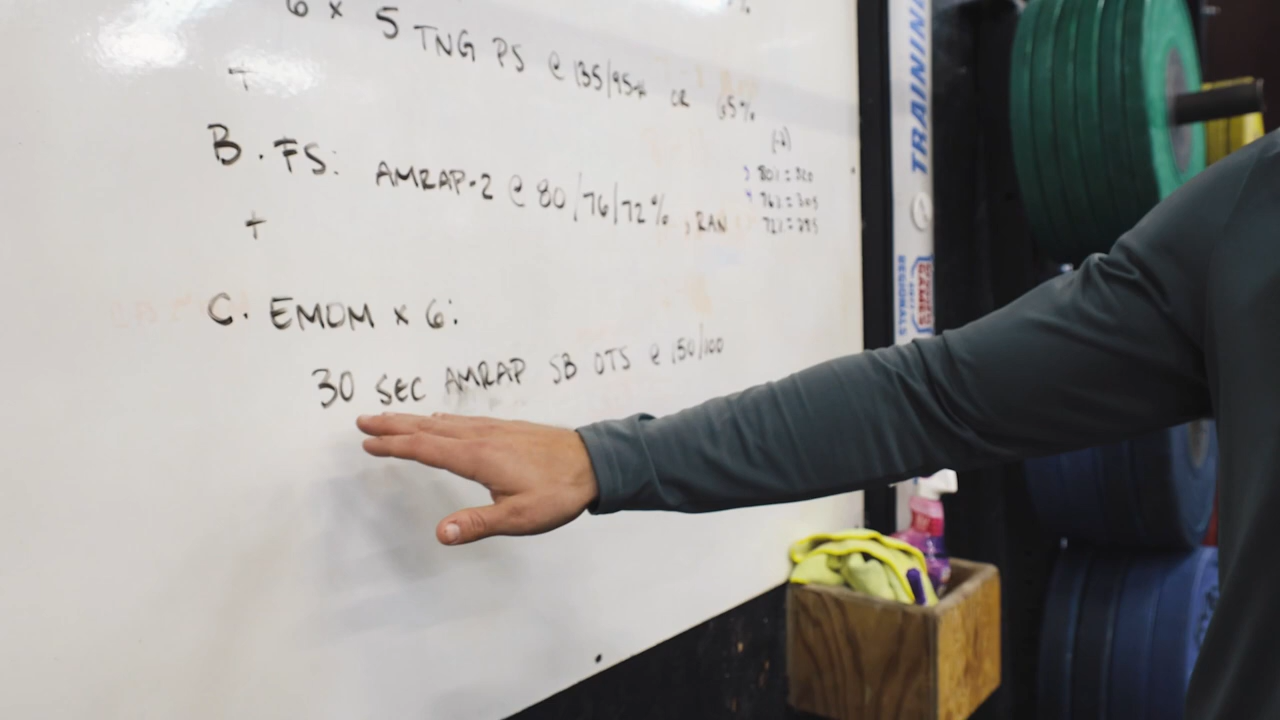 6 x 5 TNG PS @ 135/95# OR 65%
+
B. FS: AMRAP-2 @ 80/76/72%
, RAN
80% = 320
76% = 305
72% =
+
C. EMOM x 6:
30 SEC AMRAP SB OTS @ 150/100
TRAINING